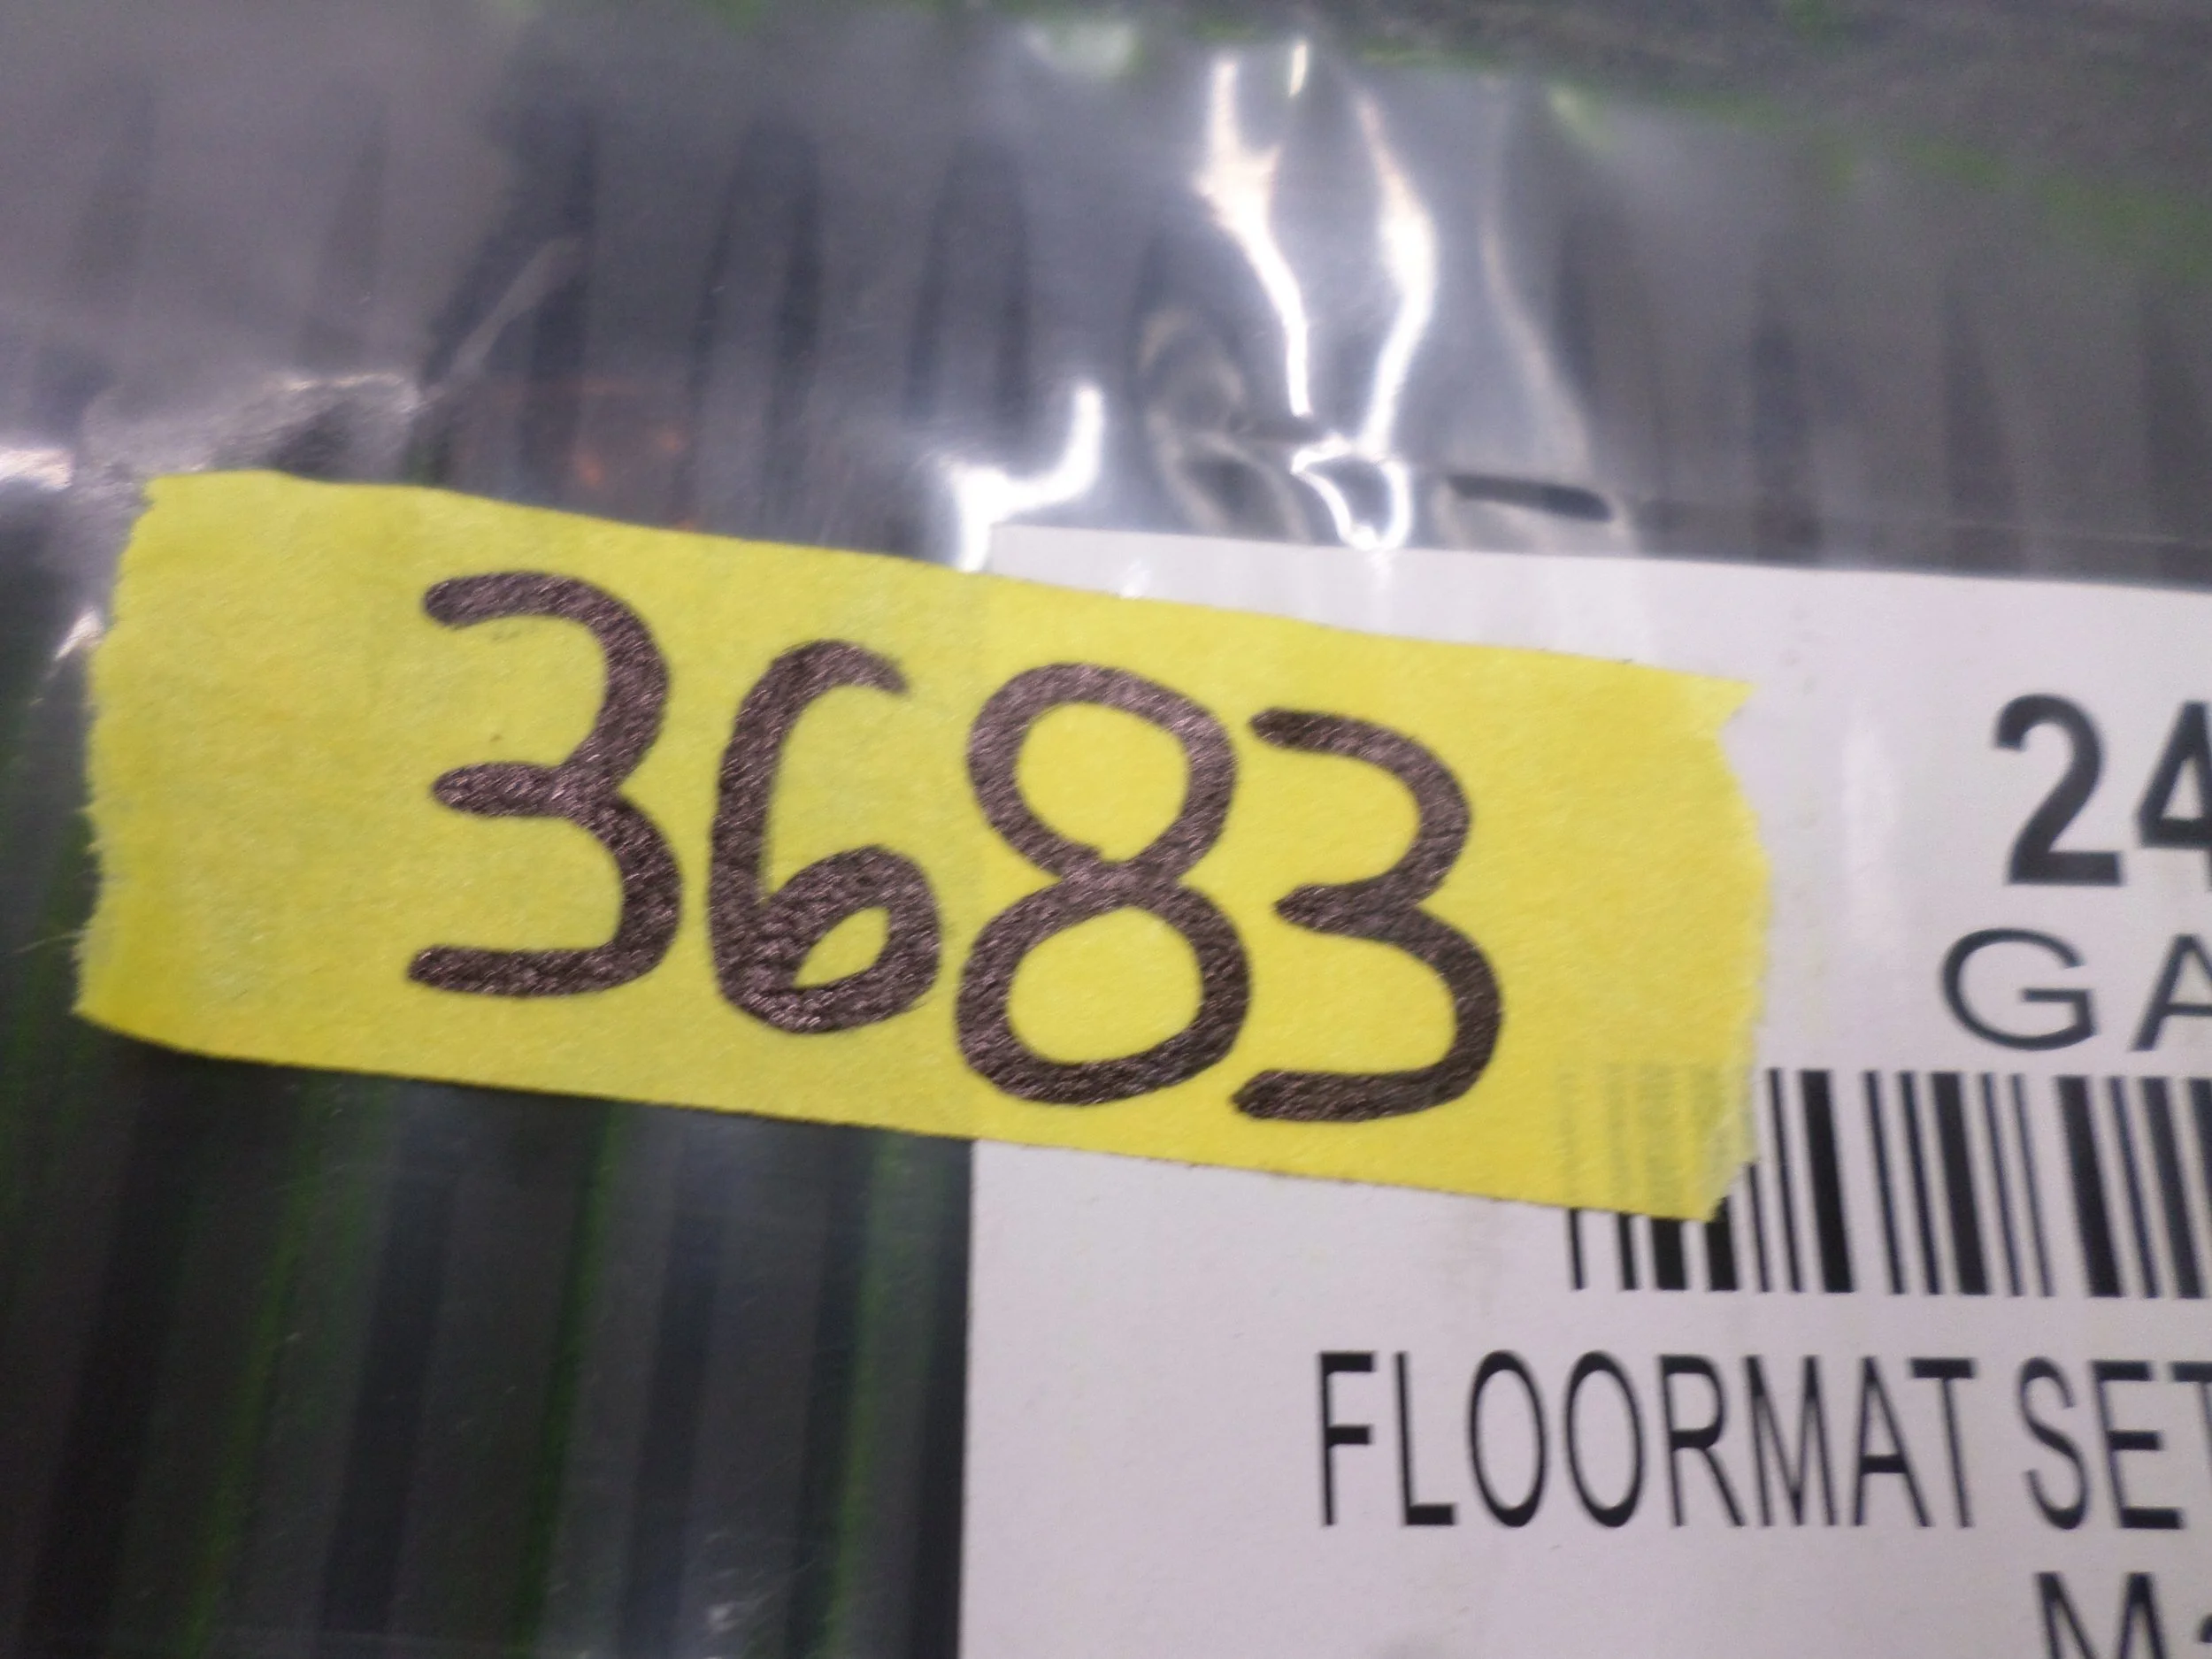 3683
24
GA
FLOORMAT SET